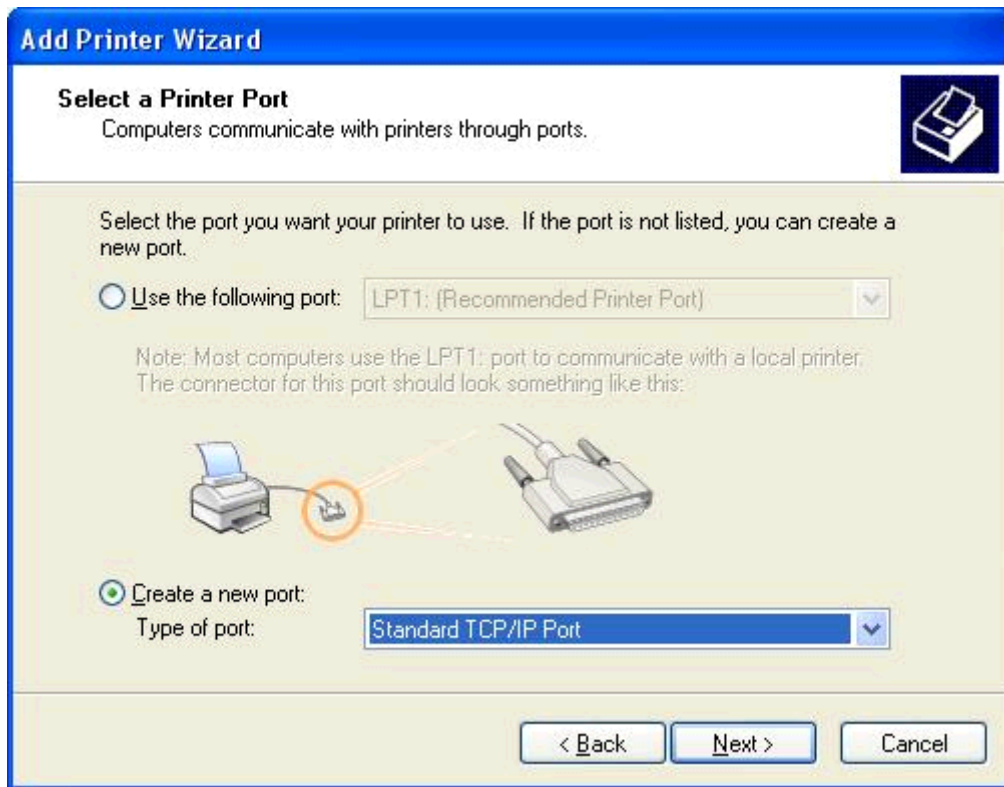 Add Printer Wizard
Select a Printer Port
Computers communicate with printers through ports.
Select the port you want your printer to use.  If the port is not listed, you can create a
new port.
Use the following port: LPT1: (Recommended Printer Port)
Note: Most computers use the LPT1: port to communicate with a local printer.
The connector for this port should look something like this:
Create a new port:
Type of port: Standard TCP/IP Port
< Back Next > Cancel